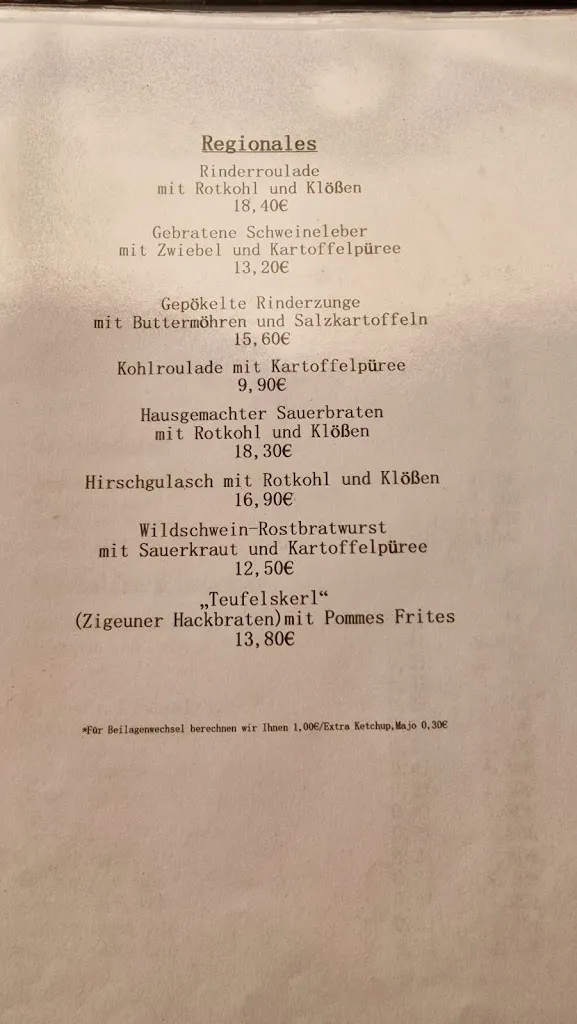 Regionales
Rinderroulade
mit Rotkohl und Klößen
18,40€
Gebratene Schweineleber
mit Zwiebel und Kartoffelpüree
13,20€
Gepökelte Rinderzunge
mit Buttermöhren und Salzkartoffeln
15,60€
Kohlroulade mit Kartoffelpüree
9,90€
Hausgemachter Sauerbraten
mit Rotkohl und Klößen
18,30€
Hirschgulasch mit Rotkohl und Klößen
16,90€
Wildschwein-Rostbratwurst
mit Sauerkraut und Kartoffelpüree
12,50€
„Teufelskerl“
(Zigeuner Hackbraten)mit Pommes Frites
13,80€
*Für Beilagenwechsel berechnen wir Ihnen 1,00€/Extra Ketchup,Majo 0,30€